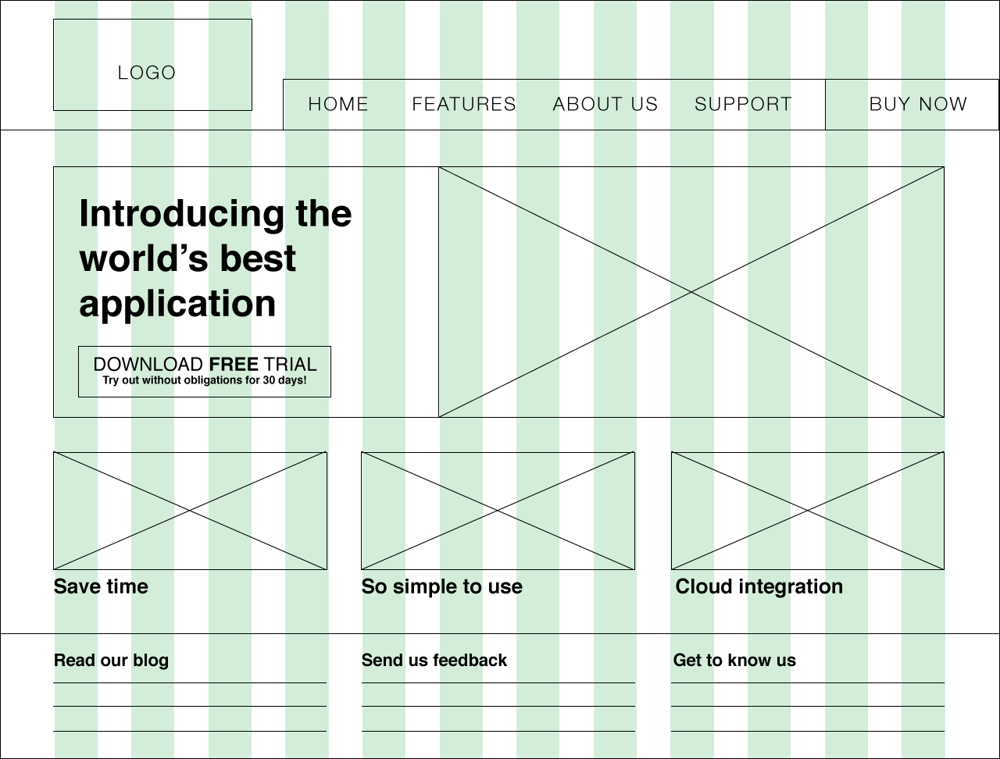 LOGO
HOME FEATURES ABOUT US SUPPORT BUY NOW
Introducing the
world’s best
application
DOWNLOAD FREE TRIAL
Try out without obligations for 30 days!
Save time
So simple to use
Cloud integration
Read our blog
Send us feedback
Get to know us